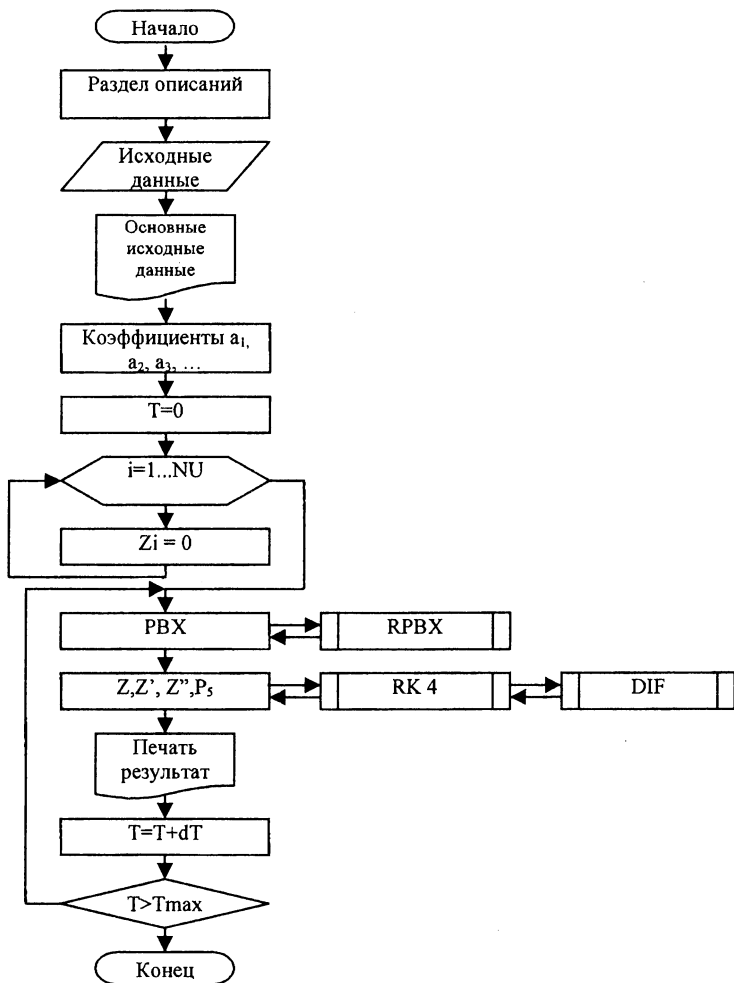 Начало
Раздел описаний
Исходные
данные
Основные
исходные
данные
Коэффициенты a₁,
a₂, a₃, ...
T=0
i=1...NU
Zi = 0
PBX
RPBX
Z,Z’, Z”,P₅
RK 4
DIF
Печать
результат
T=T+dT
T>Tmax
Конец